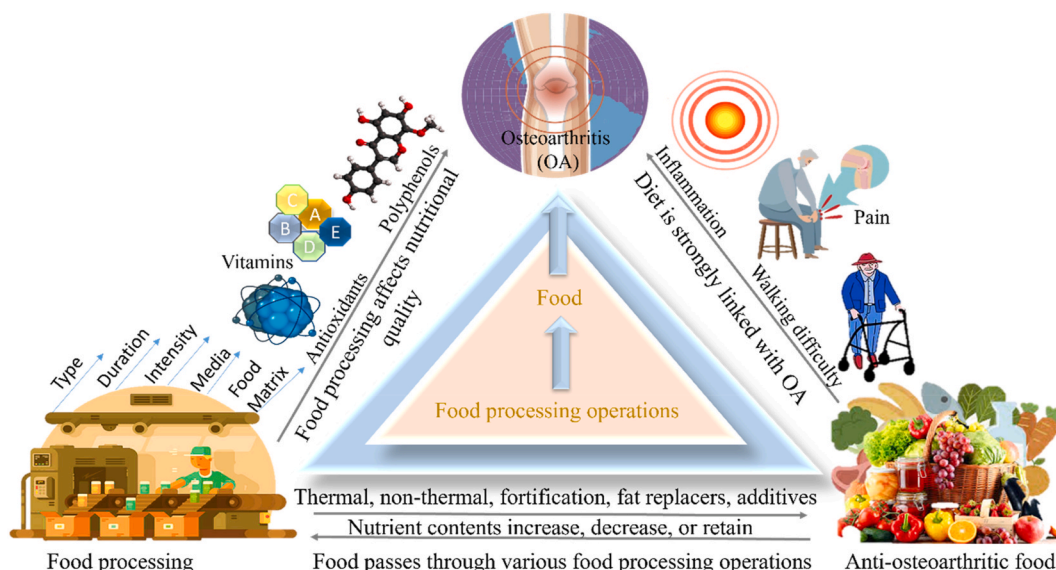 Osteoarthritis
(OA)
Polyphenols
Inflammation
Pain
C
A
B
E
D
Vitamins
Antioxidants
Food processing affects nutritional
quality
Diet is strongly linked with OA
Walking difficulty
Food
Food processing operations
Type
Duration
Intensity
Media
Food
Matrix
Thermal, non-thermal, fortification, fat replacers, additives
Nutrient contents increase, decrease, or retain
Food processing
Food passes through various food processing operations
Anti-osteoarthritic food